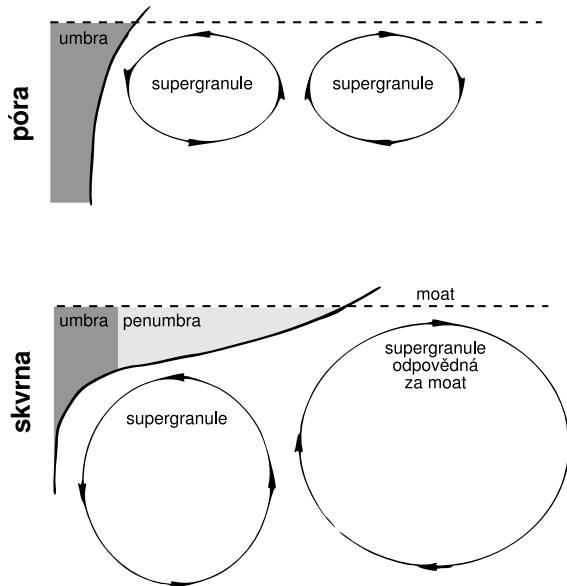 póra
umbra
supergranule
supergranule
skvrna
moat
umbra
penumbra
supergranule
odpovědná
za moat
supergranule